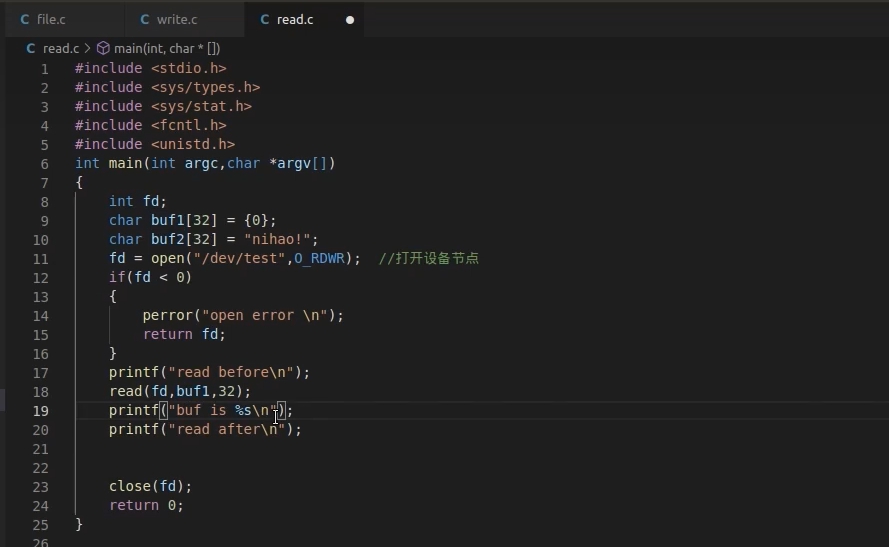 file.c write.c read.c
read.c > main(int, char * [])
1 #include <stdio.h>
2 #include <sys/types.h>
3 #include <sys/stat.h>
4 #include <fcntl.h>
5 #include <unistd.h>
6 int main(int argc,char *argv[])
7 {
8 int fd;
9 char buf1[32] = {0};
10 char buf2[32] = "nihao!";
11 fd = open("/dev/test",O_RDWR); //打开设备节点
12 if(fd < 0)
13 {
14 perror("open error \n");
15 return fd;
16 }
17 printf("read before\n");
18 read(fd,buf1,32);
19 printf("buf is %s\n");
20 printf("read after\n");
21
22
23 close(fd);
24 return 0;
25 }
26